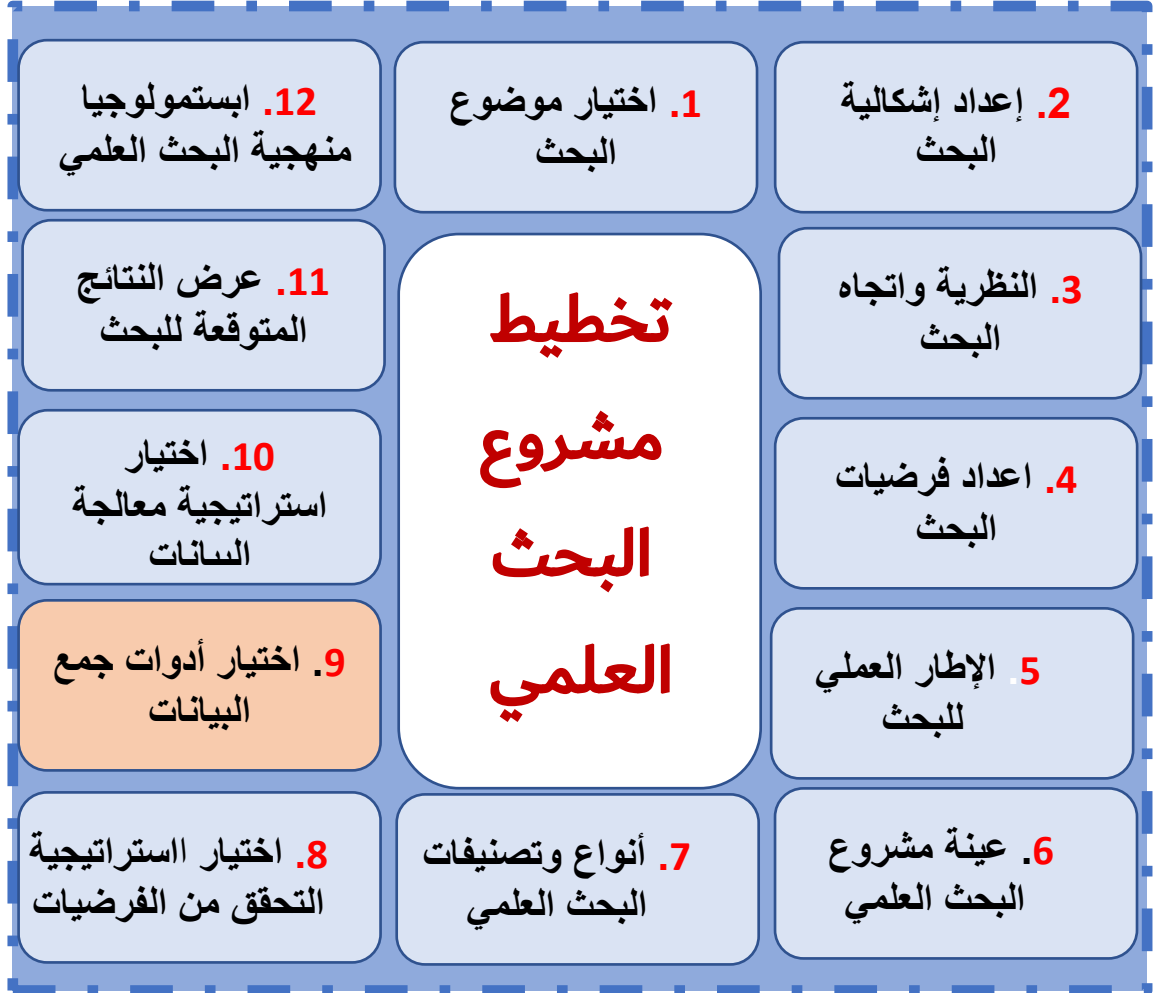 تخطيط
مشروع
البحث
العلمي
1. اختيار موضوع
البحث
2. إعداد إشكالية
البحث
3. النظرية واتجاه
البحث
4. اعداد فرضيات
البحث
5. الإطار العملي
للبحث
6. عينة مشروع
البحث العلمي
7. أنواع وتصنيفات
البحث العلمي
8. اختيار ااستراتيجية
التحقق من الفرضيات
9. اختيار أدوات جمع
البيانات
10. اختيار
استراتيجية معالجة
البيانات
11. عرض النتائج
المتوقعة للبحث
12. ابستمولوجيا
منهجية البحث العلمي